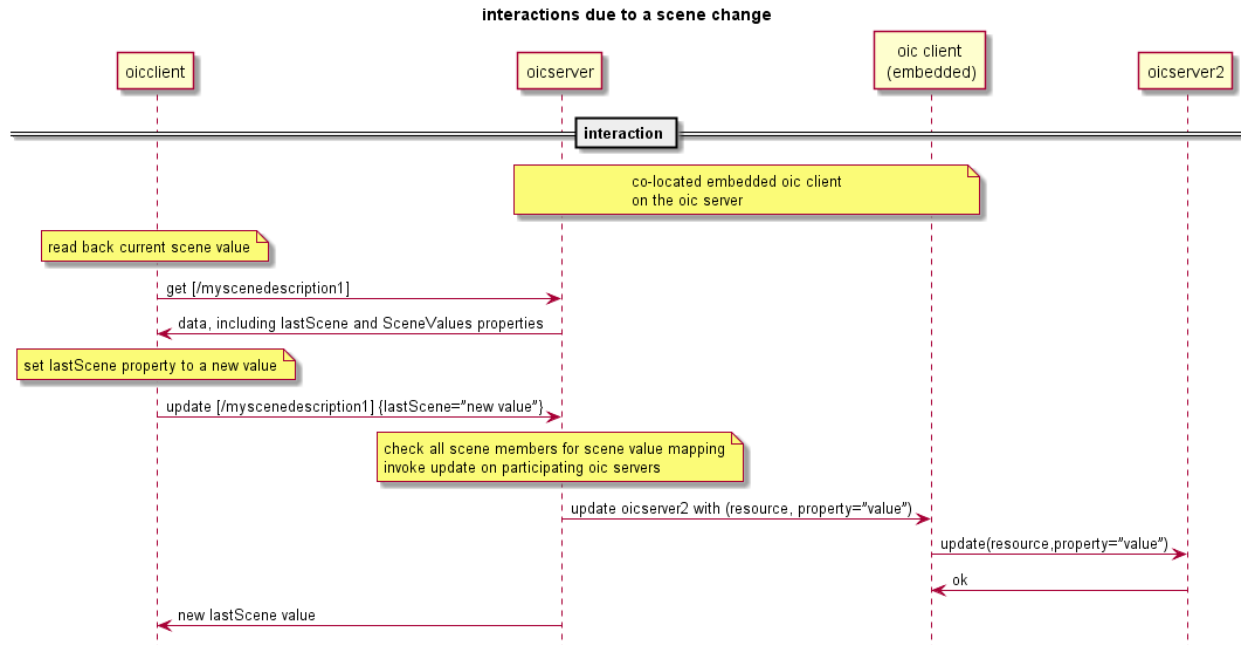 interactions due to a scene change
oicclient
oicserver
oic client
(embedded)
oicserver2
interaction
co-located embedded oic client
on the oic server
read back current scene value
get [/myscenedescription1]
data, including lastScene and SceneValues properties
set lastScene property to a new value
update [/myscenedescription1] {lastScene="new value"}
check all scene members for scene value mapping
invoke update on participating oic servers
update oicserver2 with (resource, property="value")
update(resource,property="value")
ok
new lastScene value